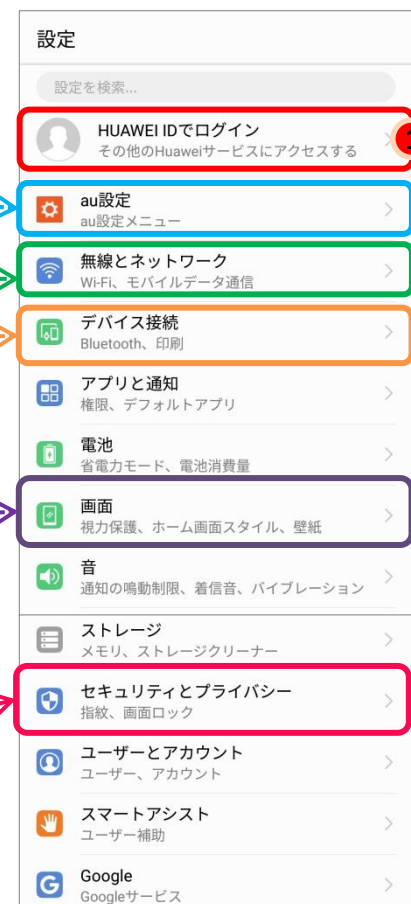 設定
設定を検索...
HUAWEI IDでログイン
その他のHuaweiサービスにアクセスする
au設定
au設定メニュー
無線とネットワーク
Wi-Fi、モバイルデータ通信
デバイス接続
Bluetooth、印刷
アプリと通知
権限、デフォルトアプリ
電池
省電力モード、電池消費量
画面
視力保護、ホーム画面スタイル、壁紙
音
通知の鳴動制限、着信音、バイブレーション
ストレージ
メモリ、ストレージクリーナー
セキュリティとプライバシー
指紋、画面ロック
ユーザーとアカウント
ユーザー、アカウント
スマートアシスト
ユーザー補助
Google
Googleサービス